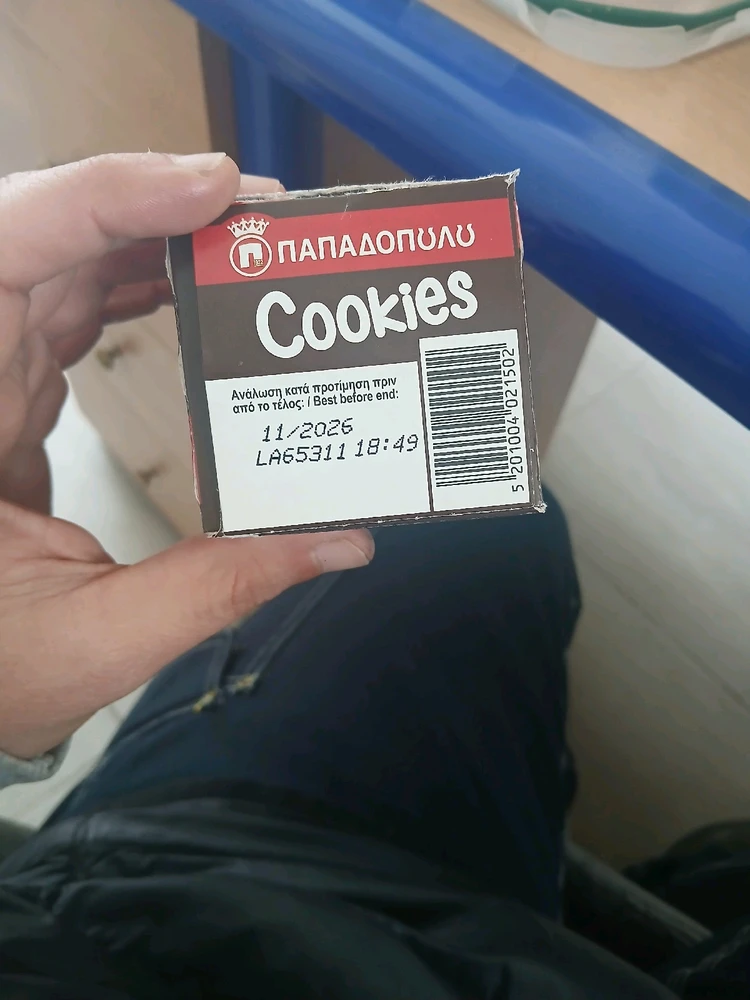 ΠΑΠΑΔΟΠΟΥΛΟΥ
Cookies
Ανάλωση κατά προτίμηση πριν
από το τέλος: / Best before end:
11/2026
LA65311 18:49
5 201004 021502